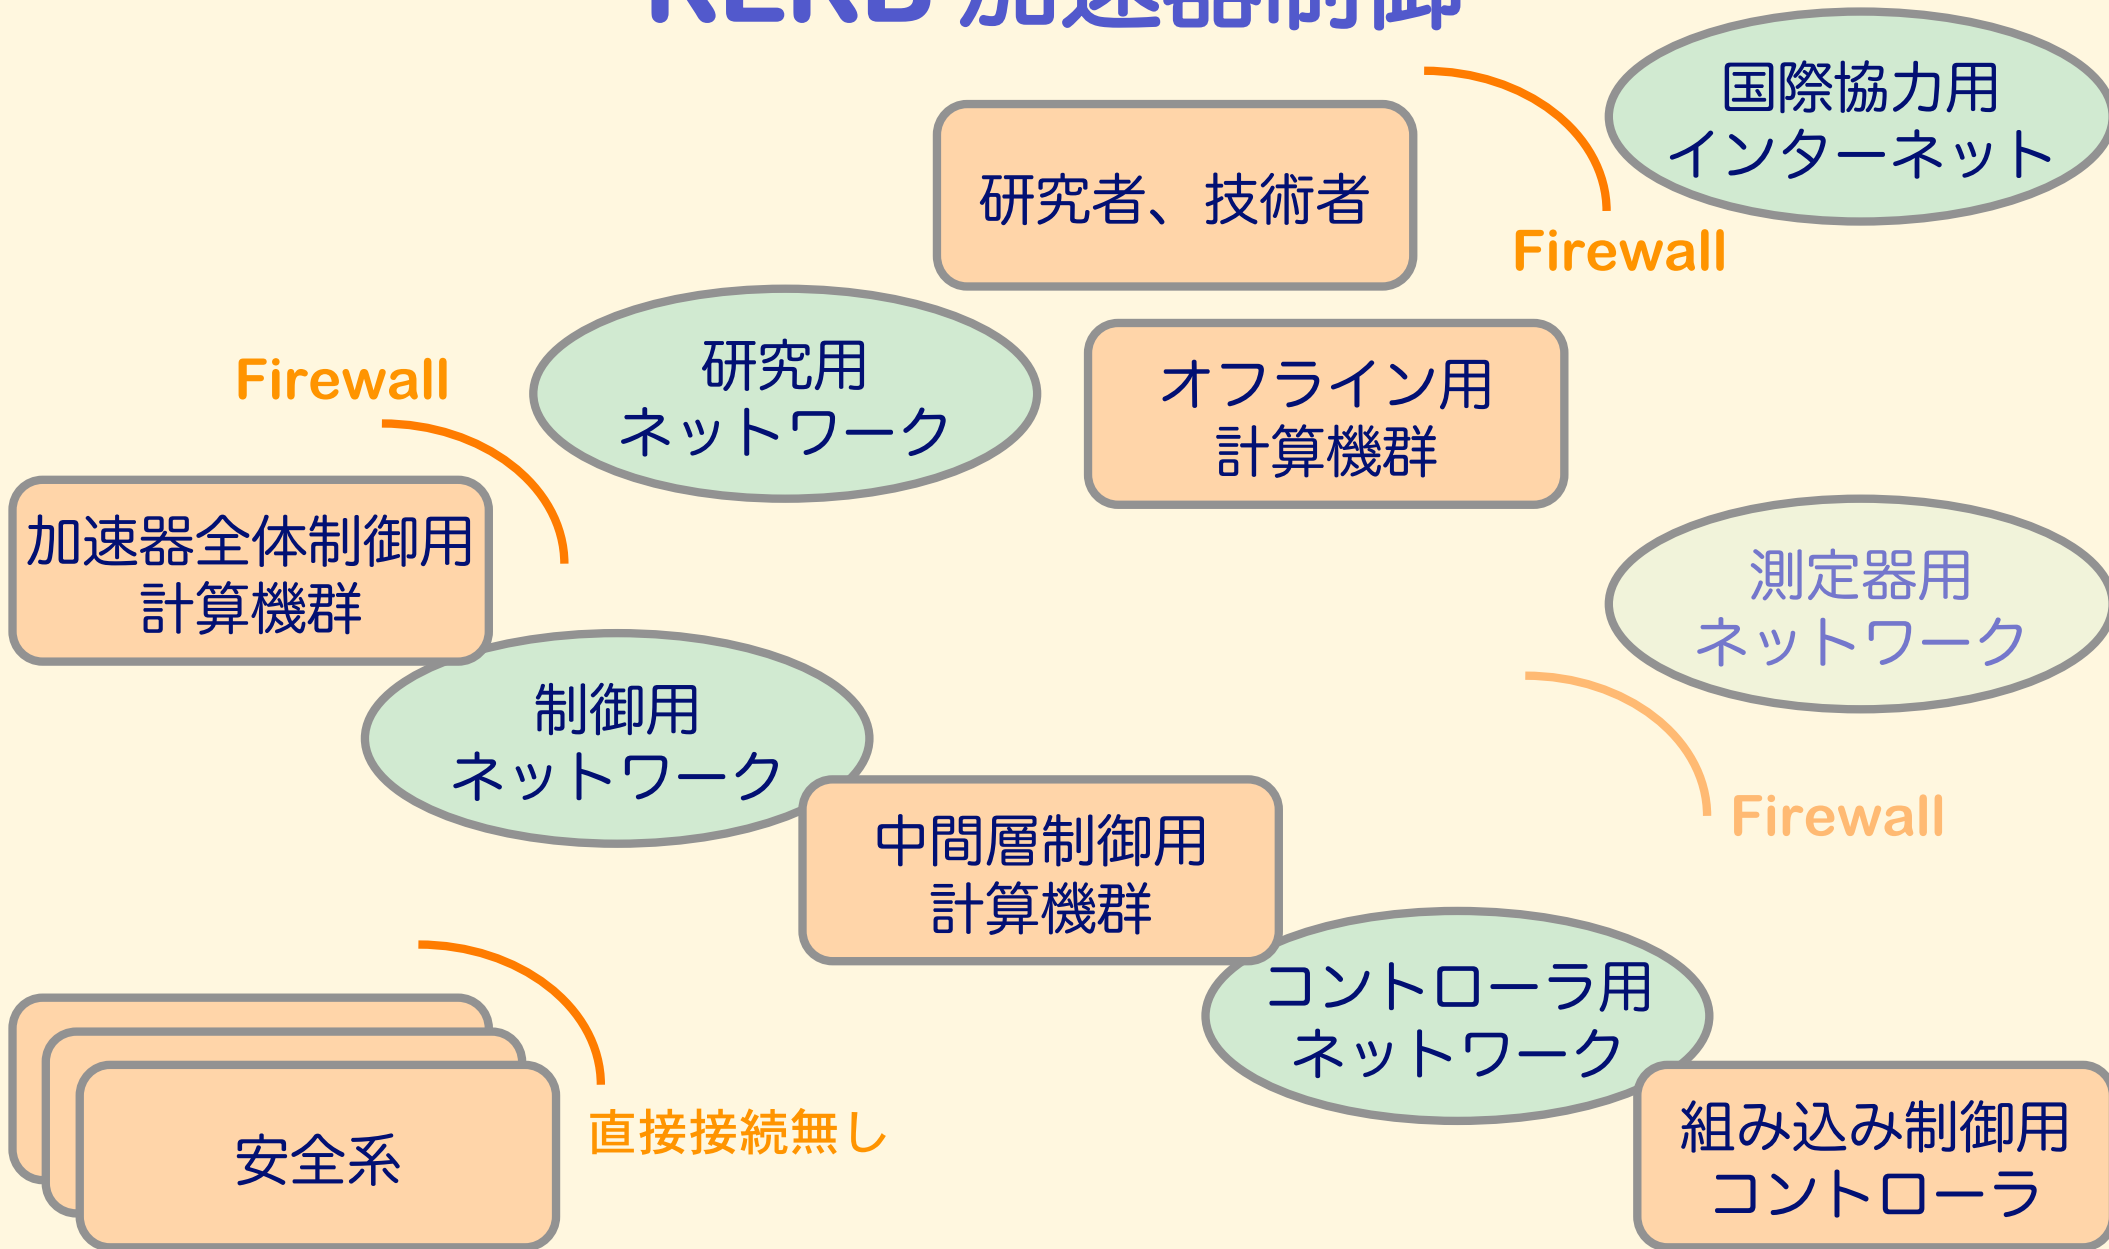 KEKB 加速器制御
国際協力用
インターネット
研究者、技術者
Firewall
研究用
ネットワーク
オフライン用
計算機群
Firewall
加速器全体制御用
計算機群
測定器用
ネットワーク
制御用
ネットワーク
Firewall
中間層制御用
計算機群
コントローラ用
ネットワーク
安全系
直接接続無し
組み込み制御用
コントローラ